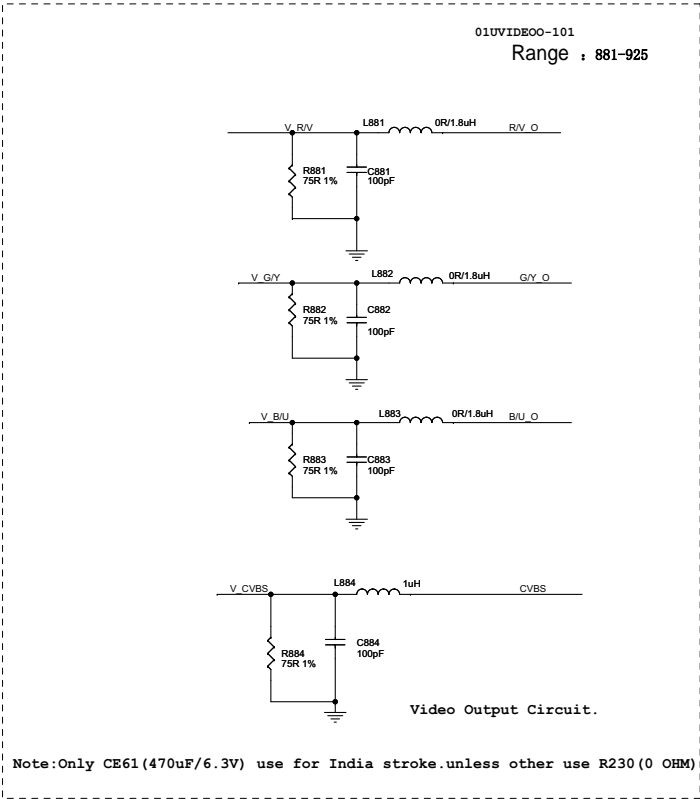 01UVIDEOO-101
Range : 881-925
V_R/V L881 0R/1.8uH R/V_O
R881 C881
75R 1% 100pF
V_G/Y L882 0R/1.8uH G/Y_O
R882 C882
75R 1% 100pF
V_B/U L883 0R/1.8uH B/U_O
R883 C883
75R 1% 100pF
V_CVBS L884 1uH CVBS
R884 C884
75R 1% 100pF
Video Output Circuit.
Note:Only CE61(470uF/6.3V) use for India stroke.unless other use R230(0 OHM)